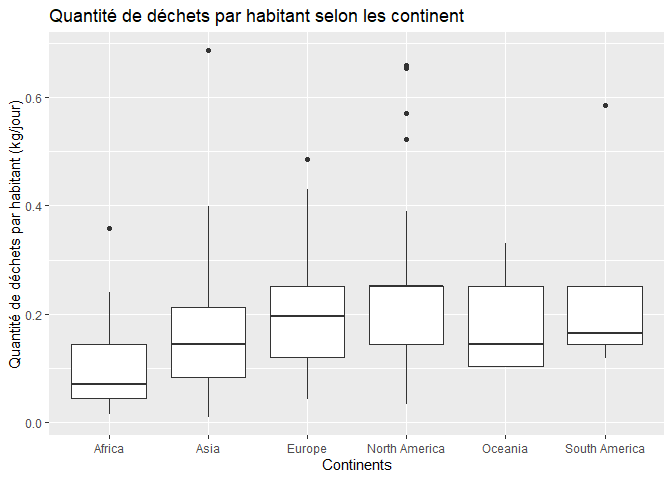 Quantité de déchets par habitant selon les continent
Quantité de déchets par habitant (kg/jour)
0.6
0.4
0.2
0.0
Africa Asia Europe North America Oceania South America
Continents